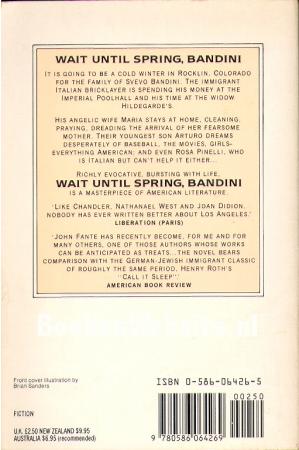 WAIT UNTIL SPRING, BANDINI
IT IS GOING TO BE A COLD WINTER IN ROCKLIN, COLORADO
FOR THE FAMILY OF SVEVO BANDINI. THE IMMIGRANT
ITALIAN BRICKLAYER IS SPENDING HIS MONEY AT THE
IMPERIAL POOLHALL AND HIS TIME AT THE WIDOW
HILDEGARDE'S.
HIS ANGELIC WIFE MARIA STAYS AT HOME, CLEANING,
PRAYING, DREADING THE ARRIVAL OF HER FEARSOME
MOTHER. THEIR YOUNGEST SON ARTURO DREAMS
DESPERATELY OF BASEBALL, THE MOVIES, GIRLS-
EVERYTHING AMERICAN; AND EVEN ROSA PINELLI, WHO
IS ITALIAN BUT CAN'T HELP IT EITHER...
RICHLY EVOCATIVE, BURSTING WITH LIFE,
WAIT UNTIL SPRING, BANDINI
IS A MASTERPIECE OF AMERICAN LITERATURE.
'LIKE CHANDLER, NATHANAEL WEST AND JOAN DIDION,
NOBODY HAS EVER WRITTEN BETTER ABOUT LOS ANGELES.'
LIBERATION (PARIS)
'JOHN FANTE HAS RECENTLY BECOME, FOR ME AND FOR
MANY OTHERS, ONE OF THOSE AUTHORS WHOSE WORKS
CAN BE ANTICIPATED AS TREATS...THE NOVEL BEARS
COMPARISON WITH THE GERMAN-JEWISH IMMIGRANT CLASSIC
OF ROUGHLY THE SAME PERIOD, HENRY ROTH'S
"CALL IT SLEEP".'
AMERICAN BOOK REVIEW
Front cover illustration by
Brian Sanders
ISBN 0-586-06426-5
00250
FICTION
U.K. £2.50 NEW ZEALAND $9.95
AUSTRALIA $6.95 (recommended)
9 780586 064269